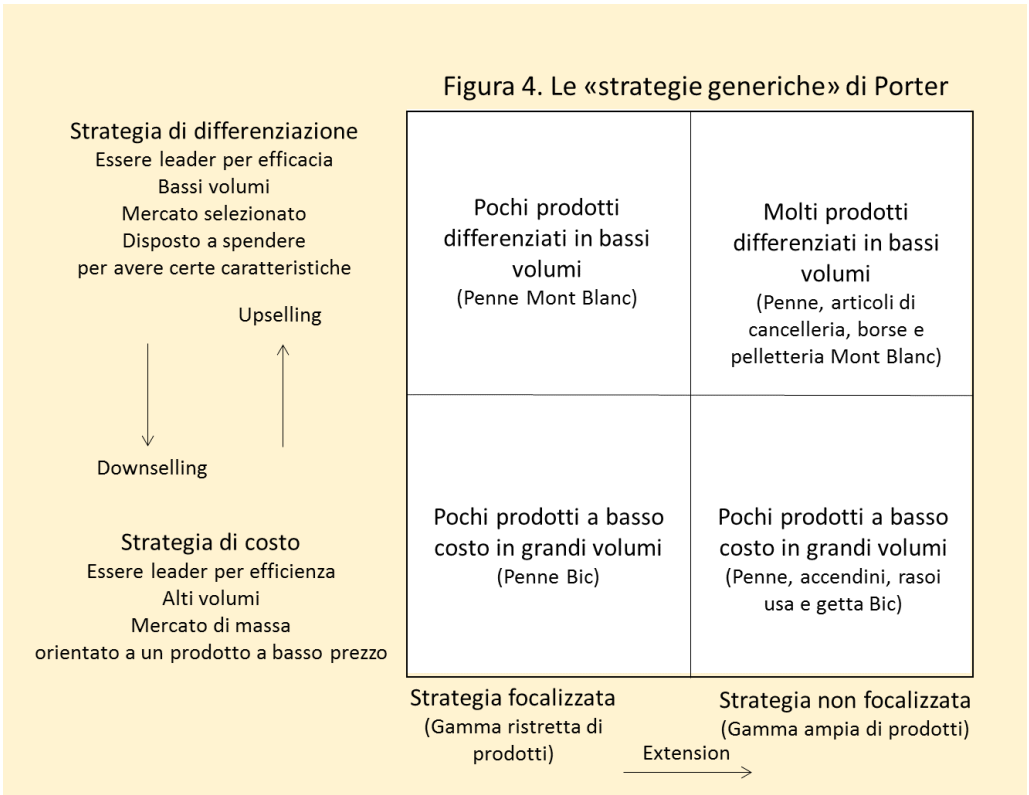 Figura 4. Le «strategie generiche» di Porter
Strategia di differenziazione
Essere leader per efficacia
Bassi volumi
Mercato selezionato
Disposto a spendere
per avere certe caratteristiche
Upselling
Downselling
Strategia di costo
Essere leader per efficienza
Alti volumi
Mercato di massa
orientato a un prodotto a basso prezzo
Pochi prodotti
differenziati in bassi
volumi
(Penne Mont Blanc)
Molti prodotti
differenziati in bassi
volumi
(Penne, articoli di
cancelleria, borse e
pelletteria Mont Blanc)
Pochi prodotti a basso
costo in grandi volumi
(Penne Bic)
Pochi prodotti a basso
costo in grandi volumi
(Penne, accendini, rasoi
usa e getta Bic)
Strategia focalizzata
(Gamma ristretta di
prodotti)
Strategia non focalizzata
(Gamma ampia di prodotti)
Extension